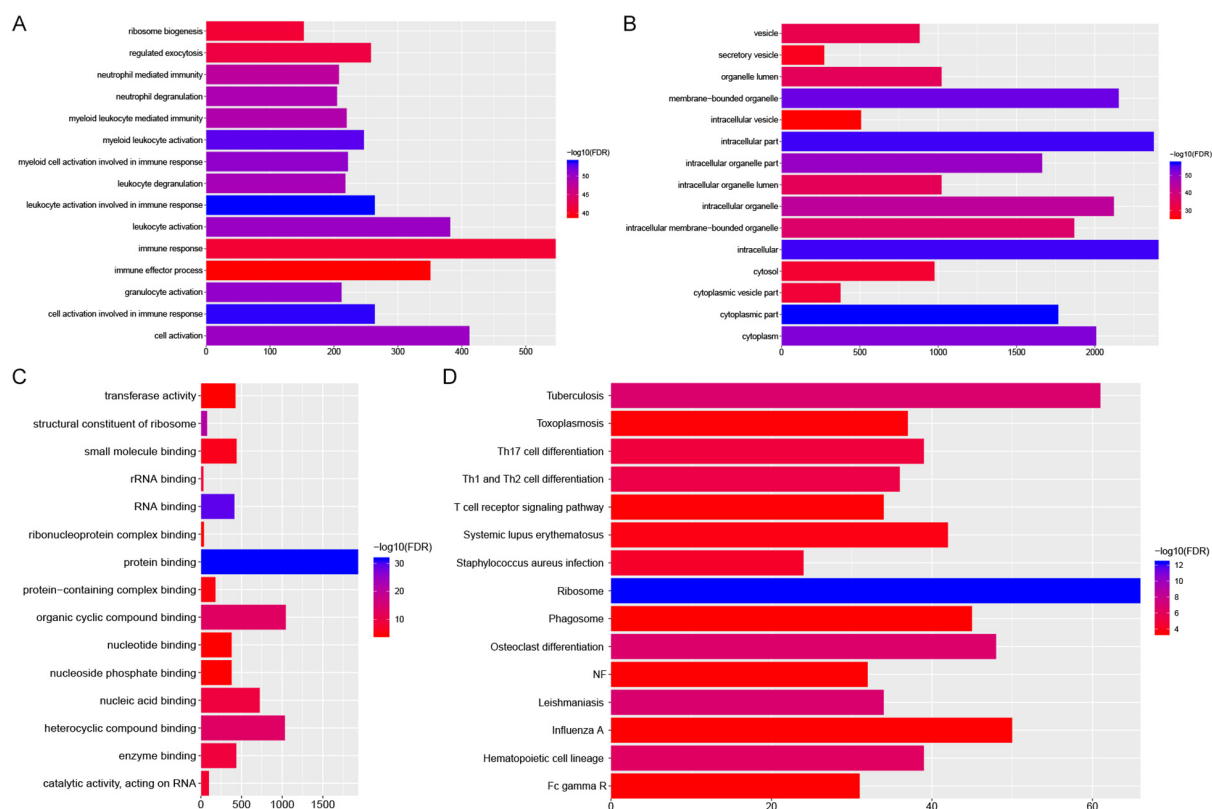 A
ribosome biogenesis
regulated exocytosis
neutrophil mediated immunity
neutrophil degranulation
myeloid leukocyte mediated immunity
myeloid leukocyte activation
myeloid cell activation involved in immune response
leukocyte degranulation
leukocyte activation involved in immune response
leukocyte activation
immune response
immune effector process
granulocyte activation
cell activation involved in immune response
cell activation
0 100 200 300 400 500
−log10(FDR)
50
45
40
B
vesicle
secretory vesicle
organelle lumen
membrane−bounded organelle
intracellular vesicle
intracellular part
intracellular organelle part
intracellular organelle lumen
intracellular organelle
intracellular membrane−bounded organelle
intracellular
cytosol
cytoplasmic vesicle part
cytoplasmic part
cytoplasm
0 500 1000 1500 2000
−log10(FDR)
50
40
30
C
transferase activity
structural constituent of ribosome
small molecule binding
rRNA binding
RNA binding
ribonucleoprotein complex binding
protein binding
protein−containing complex binding
organic cyclic compound binding
nucleotide binding
nucleoside phosphate binding
nucleic acid binding
heterocyclic compound binding
enzyme binding
catalytic activity, acting on RNA
0 500 1000 1500
−log10(FDR)
30
20
10
D
Tuberculosis
Toxoplasmosis
Th17 cell differentiation
Th1 and Th2 cell differentiation
T cell receptor signaling pathway
Systemic lupus erythematosus
Staphylococcus aureus infection
Ribosome
Phagosome
Osteoclast differentiation
NF
Leishmaniasis
Influenza A
Hematopoietic cell lineage
Fc gamma R
0 20 40 60
−log10(FDR)
12
10
8
6
4